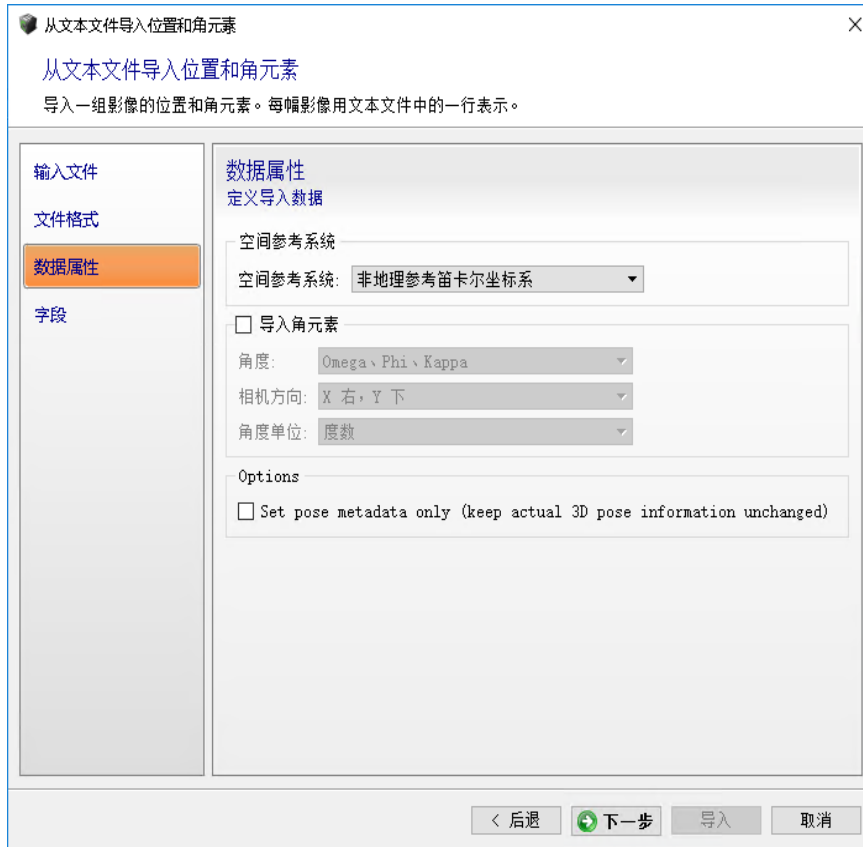 从文本文件导入位置和角元素
从文本文件导入位置和角元素
导入一组影像的位置和角元素。每幅影像用文本文件中的一行表示。
输入文件
文件格式
数据属性
字段
数据属性
定义导入数据
空间参考系统
空间参考系统: 非地理参考笛卡尔坐标系
导入角元素
角度: Omega、Phi、Kappa
相机方向: X 右，Y 下
角度单位: 度数
Options
Set pose metadata only (keep actual 3D pose information unchanged)
< 后退 下一步 导入 取消